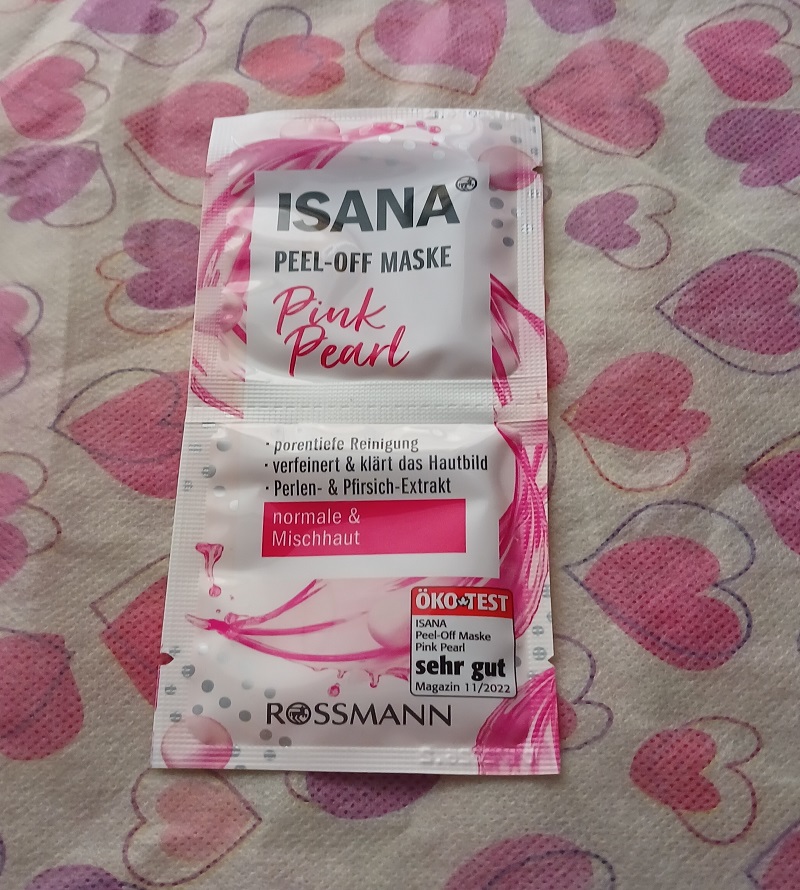 ISANA
PEEL-OFF MASKE
Pink
Pearl
· porentiefe Reinigung
· verfeinert & klärt das Hautbild
· Perlen- & Pfirsich-Extrakt
normale &
Mischhaut
ÖKO-TEST
ISANA
Peel-Off Maske
Pink Pearl
sehr gut
Magazin 11/2022
ROSSMANN